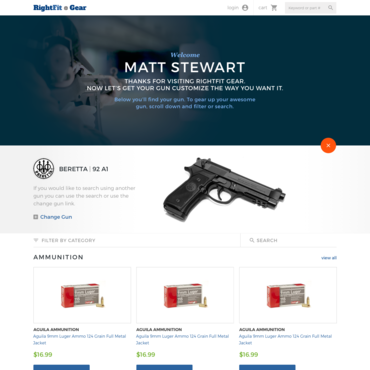 RightFit Gear
login
cart
Welcome
MATT STEWART
THANKS FOR VISITING RIGHTFIT GEAR.
NOW LET'S GET YOUR GUN CUSTOMIZE THE WAY YOU WANT IT.
Below you'll find your gun. To gear up your awesome
gun, scroll down and filter or search.
BERETTA | 92 A1
If you would like to search using another
gun you can use the search or use the
change gun link.
Change Gun
FILTER BY CATEGORY
SEARCH
AMMUNITION
view all
AGUILA AMMUNITION
Aguila 9mm Luger Ammo 124 Grain Full Metal
Jacket
$16.99
AGUILA AMMUNITION
Aguila 9mm Luger Ammo 124 Grain Full Metal
Jacket
$16.99
AGUILA AMMUNITION
Aguila 9mm Luger Ammo 124 Grain Full Metal
Jacket
$16.99